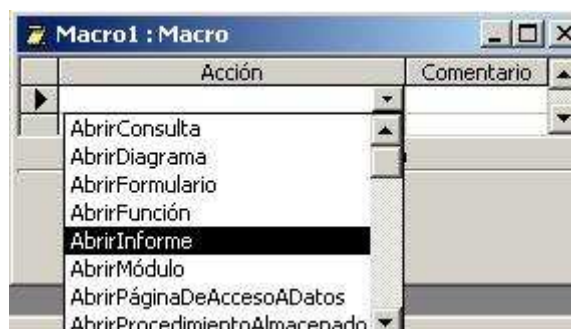 Macro1 : Macro
Acción Comentario
AbrirConsulta
AbrirDiagrama
AbrirFormulario
AbrirFunción
AbrirInforme
AbrirMódulo
AbrirPáginaDeAccesoADatos
AbrirProcedimientoAlmacenado